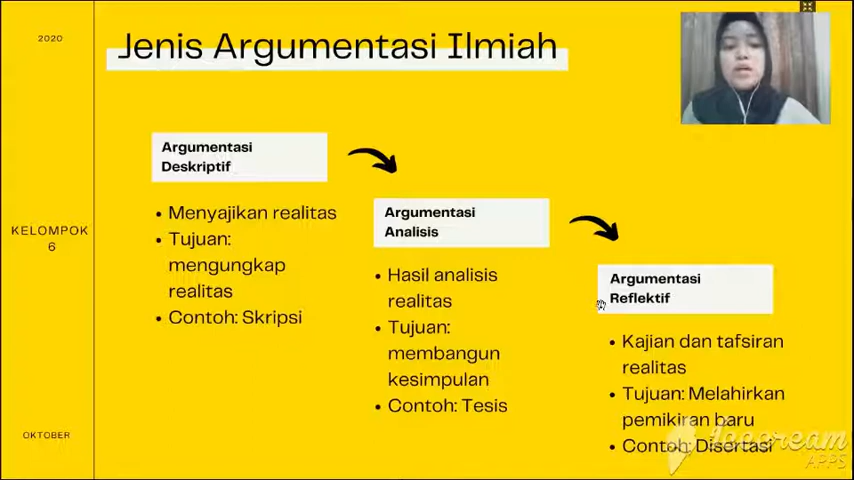 2020
Jenis Argumentasi Ilmiah
Argumentasi
Deskriptif
• Menyajikan realitas
• Tujuan:
mengungkap
realitas
• Contoh: Skripsi
KELOMPOK
6
Argumentasi
Analisis
• Hasil analisis
realitas
• Tujuan:
membangun
kesimpulan
• Contoh: Tesis
Argumentasi
Reflektif
• Kajian dan tafsiran
realitas
• Tujuan: Melahirkan
pemikiran baru
• Contoh: Disertasi
OKTOBER
Icecream
APPS